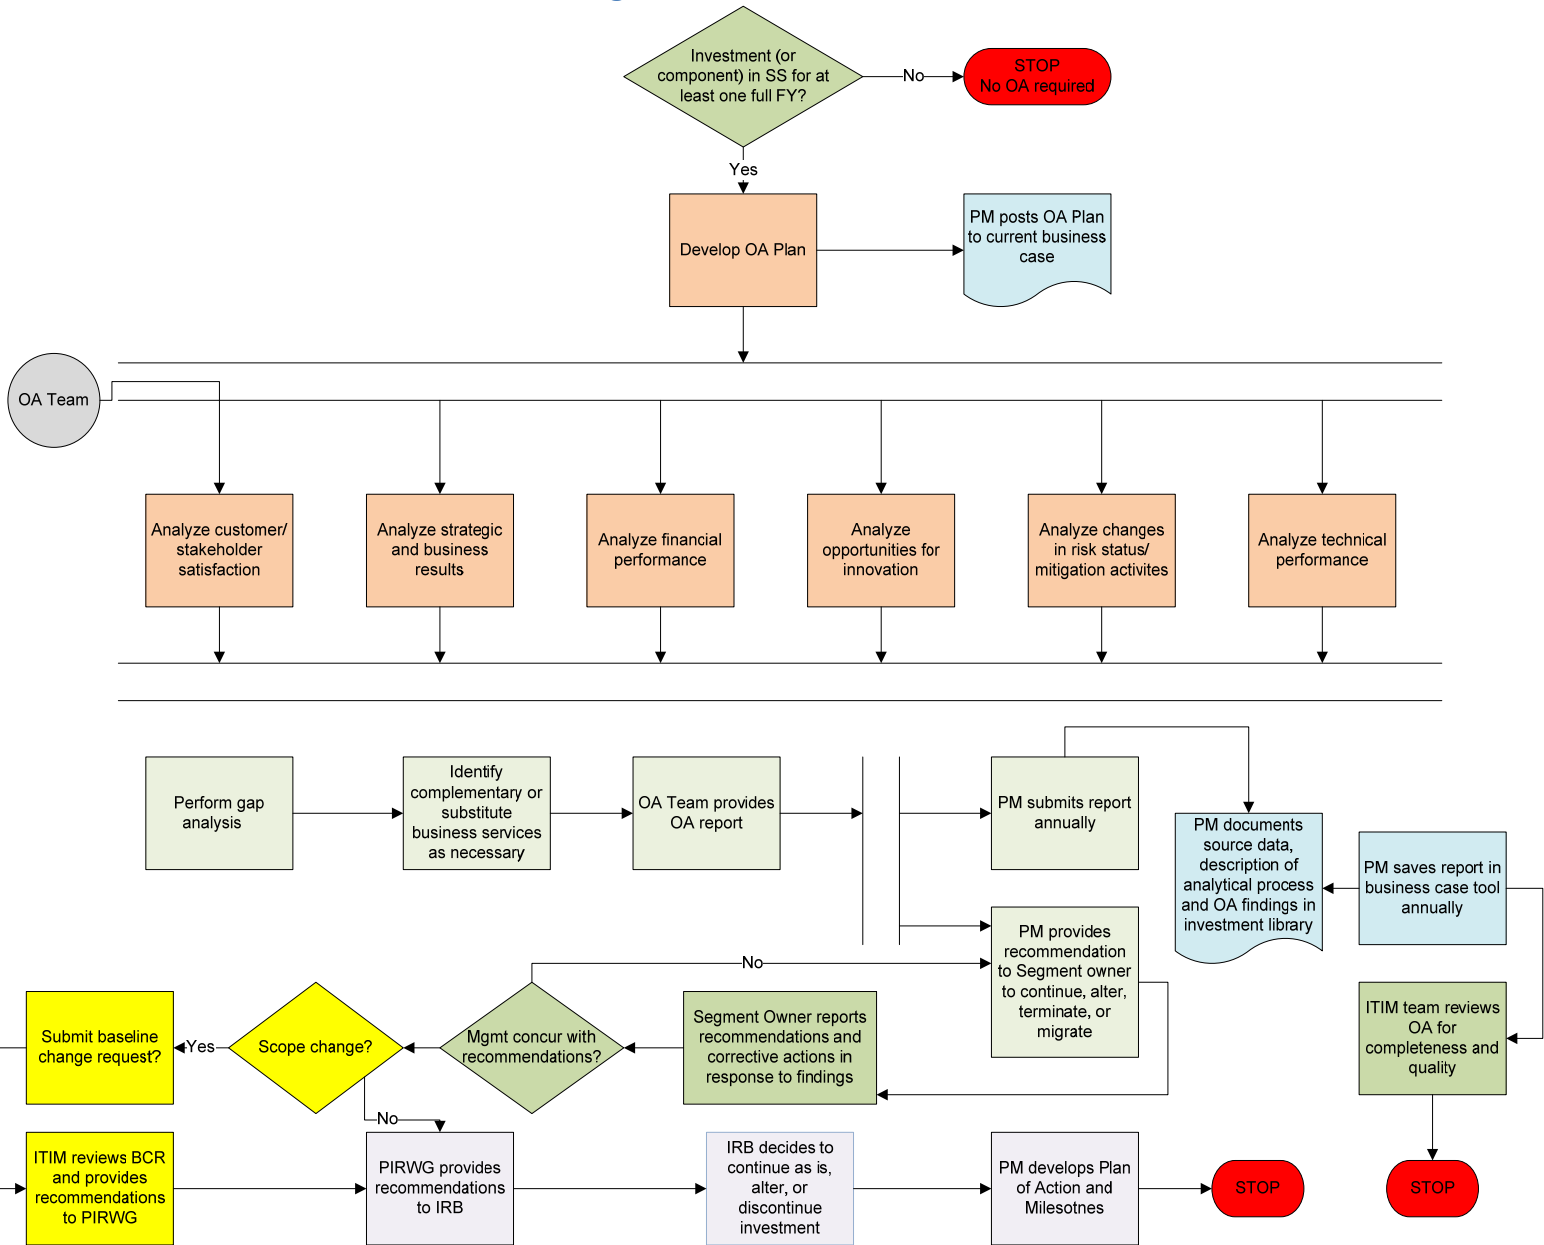 Investment (or
component) in SS for at
least one full FY?
No
STOP
No OA required
Yes
Develop OA Plan
PM posts OA Plan
to current business
case
OA Team
Analyze customer/
stakeholder
satisfaction
Analyze strategic
and business
results
Analyze financial
performance
Analyze
opportunities for
innovation
Analyze changes
in risk status/
mitigation activites
Analyze technical
performance
Perform gap
analysis
Identify
complementary or
substitute
business services
as necessary
OA Team provides
OA report
PM submits report
annually
PM documents
source data,
description of
analytical process
and OA findings in
investment library
PM saves report in
business case tool
annually
PM provides
recommendation
to Segment owner
to continue, alter,
terminate, or
migrate
No
Submit baseline
change request?
Yes
Scope change?
Mgmt concur with
recommendations?
Segment Owner reports
recommendations and
corrective actions in
response to findings
ITIM team reviews
OA for
completeness and
quality
No
ITIM reviews BCR
and provides
recommendations
to PIRWG
PIRWG provides
recommendations
to IRB
IRB decides to
continue as is,
alter, or
discontinue
investment
PM develops Plan
of Action and
Milesotnes
STOP
STOP